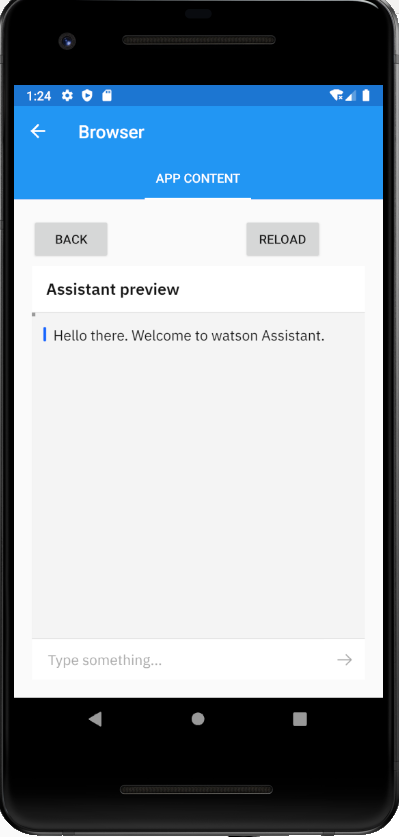 1:24
Browser
APP CONTENT
BACK RELOAD
Assistant preview
Hello there. Welcome to watson Assistant.
Type something...